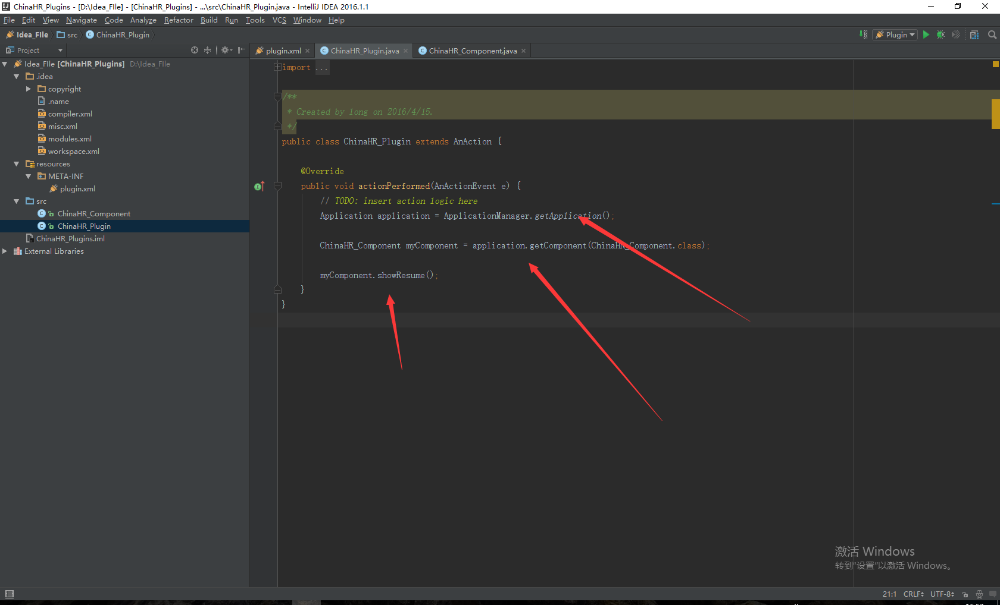 ChinaHR_Plugins - [D:\Idea_FIle] - [ChinaHR_Plugins] - ...\src\ChinaHR_Plugin.java - IntelliJ IDEA 2016.1.1
File Edit View Navigate Code Analyze Refactor Build Run Tools VCS Window Help
Idea_FIle src ChinaHR_Plugin Plugin
Project
plugin.xml ChinaHR_Plugin.java ChinaHR_Component.java
Idea_FIle [ChinaHR_Plugins] D:\Idea_FIle
.idea
copyright
.name
compiler.xml
misc.xml
modules.xml
workspace.xml
resources
META-INF
plugin.xml
src
ChinaHR_Component
ChinaHR_Plugin
ChinaHR_Plugins.iml
External Libraries
import ...
/**
* Created by long on 2016/4/15.
*/
public class ChinaHR_Plugin extends AnAction {
@Override
public void actionPerformed(AnActionEvent e) {
// TODO: insert action logic here
Application application = ApplicationManager.getApplication();
ChinaHR_Component myComponent = application.getComponent(ChinaHR_Component.class);
myComponent.showResume();
}
}
激活 Windows
转到"设置"以激活 Windows。
21:1 CRLF UTF-8